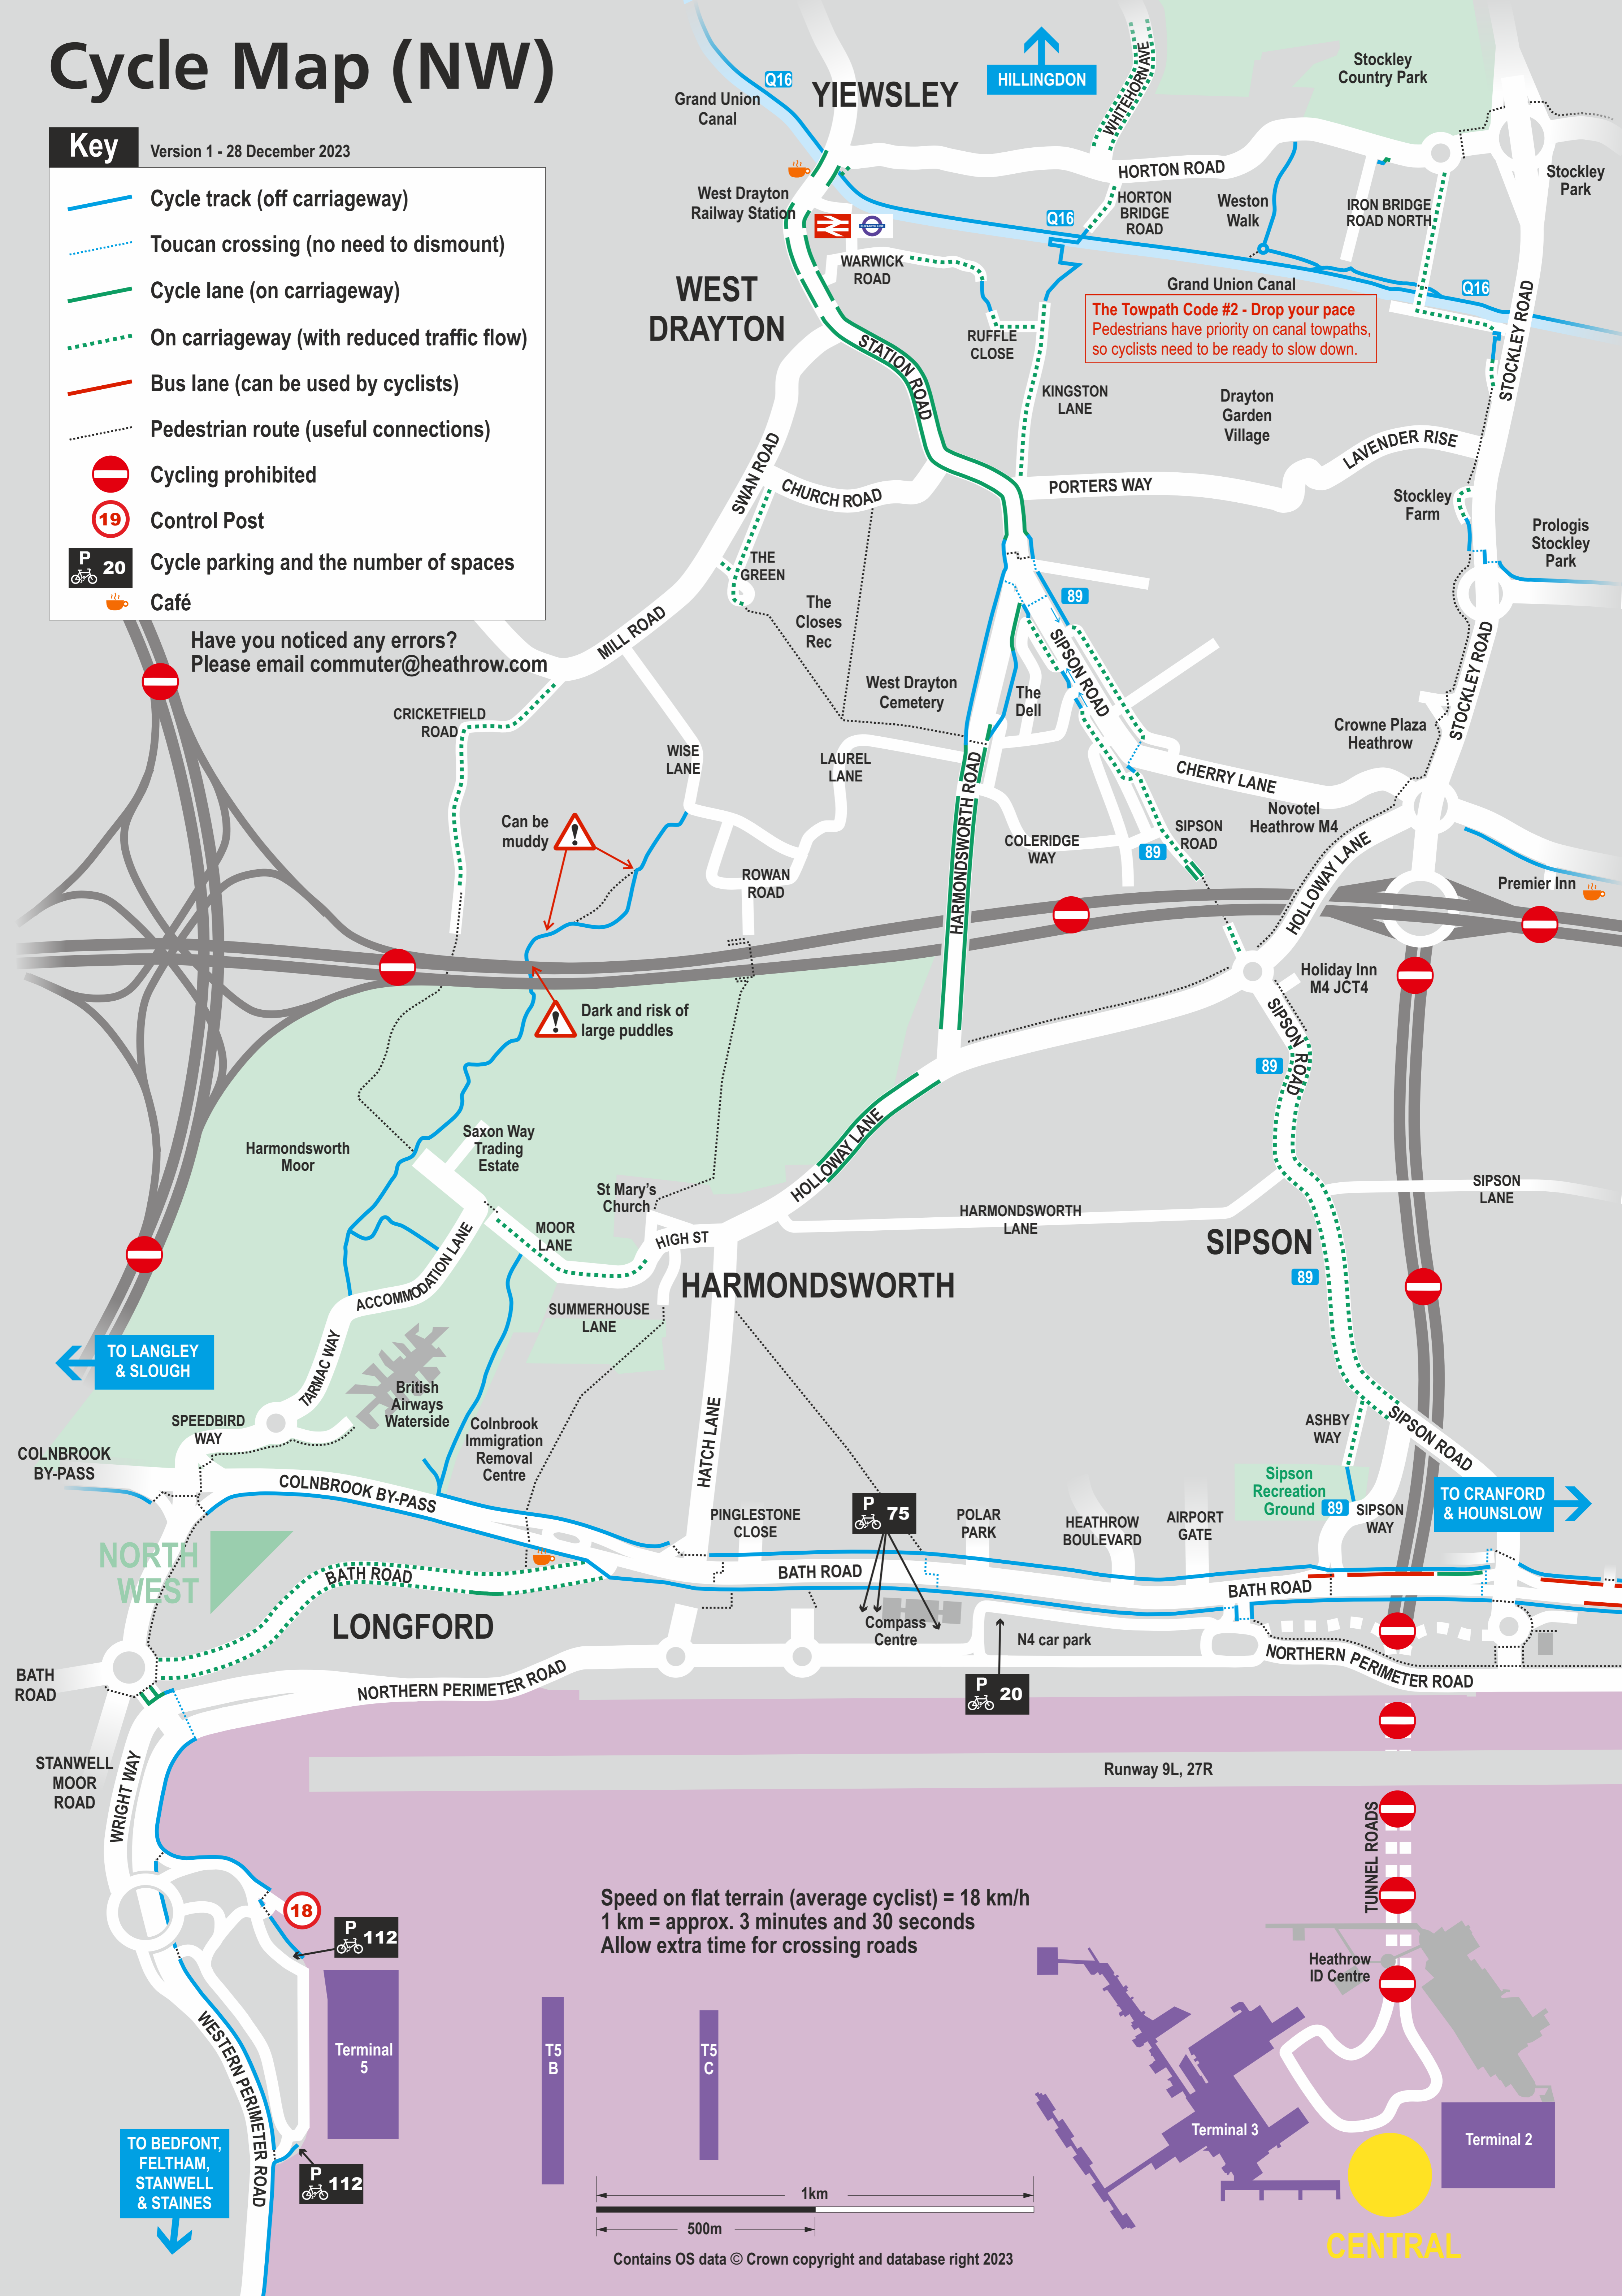 Cycle Map (NW)
Key
Version 1 - 28 December 2023
Cycle track (off carriageway)
Toucan crossing (no need to dismount)
Cycle lane (on carriageway)
On carriageway (with reduced traffic flow)
Bus lane (can be used by cyclists)
Pedestrian route (useful connections)
Cycling prohibited
19
Control Post
P
20
Cycle parking and the number of spaces
Café
Have you noticed any errors?
Please email commuter@heathrow.com
HILLINGDON
Q16
YIEWSLEY
Grand Union
Canal
WHITEHORN AVE
Stockley
Country Park
HORTON ROAD
Stockley
Park
West Drayton
Railway Station
ELIZABETH LINE
Q16
HORTON
BRIDGE
ROAD
Weston
Walk
IRON BRIDGE
ROAD NORTH
WARWICK
ROAD
WEST
DRAYTON
Grand Union Canal
Q16
The Towpath Code #2 - Drop your pace
Pedestrians have priority on canal towpaths,
so cyclists need to be ready to slow down.
RUFFLE
CLOSE
STATION ROAD
STOCKLEY ROAD
KINGSTON
LANE
Drayton
Garden
Village
LAVENDER RISE
SWAN ROAD
CHURCH ROAD
PORTERS WAY
Stockley
Farm
Prologis
Stockley
Park
THE
GREEN
The
Closes
Rec
89
MILL ROAD
SIPSON ROAD
STOCKLEY ROAD
West Drayton
Cemetery
The
Dell
CRICKETFIELD
ROAD
Crowne Plaza
Heathrow
WISE
LANE
LAUREL
LANE
HARMONDSWORTH ROAD
CHERRY LANE
Novotel
Heathrow M4
Can be
muddy
COLERIDGE
WAY
SIPSON
ROAD
89
HOLLOWAY LANE
ROWAN
ROAD
Premier Inn
Holiday Inn
M4 JCT4
Dark and risk of
large puddles
SIPSON ROAD
89
Harmondsworth
Moor
Saxon Way
Trading
Estate
HOLLOWAY LANE
St Mary's
Church
SIPSON
LANE
HARMONDSWORTH
LANE
MOOR
LANE
HIGH ST
SIPSON
89
ACCOMMODATION LANE
HARMONDSWORTH
SUMMERHOUSE
LANE
TO LANGLEY
& SLOUGH
TARMAC WAY
British
Airways
Waterside
SPEEDBIRD
WAY
Colnbrook
Immigration
Removal
Centre
HATCH LANE
ASHBY
WAY
SIPSON ROAD
COLNBROOK
BY-PASS
COLNBROOK BY-PASS
Sipson
Recreation
Ground
89
SIPSON
WAY
TO CRANFORD
& HOUNSLOW
PINGLESTONE
CLOSE
P
75
POLAR
PARK
HEATHROW
BOULEVARD
AIRPORT
GATE
NORTH
WEST
BATH ROAD
BATH ROAD
BATH ROAD
LONGFORD
Compass
Centre
N4 car park
BATH
ROAD
NORTHERN PERIMETER ROAD
NORTHERN PERIMETER ROAD
P
20
STANWELL
MOOR
ROAD
WRIGHT WAY
Runway 9L, 27R
TUNNEL ROADS
18
P
112
Speed on flat terrain (average cyclist) = 18 km/h
1 km = approx. 3 minutes and 30 seconds
Allow extra time for crossing roads
Heathrow
ID Centre
WESTERN PERIMETER ROAD
Terminal
5
T5
B
T5
C
Terminal 3
Terminal 2
TO BEDFONT,
FELTHAM,
STANWELL
& STAINES
P
112
1km
500m
CENTRAL
Contains OS data © Crown copyright and database right 2023